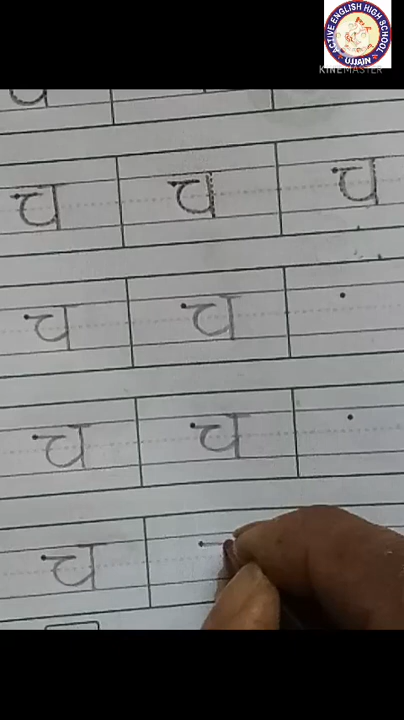 ACTIVE ENGLISH HIGH SCHOOL
UJJAIN
KINEMASTER
च च च
च च
च च
च